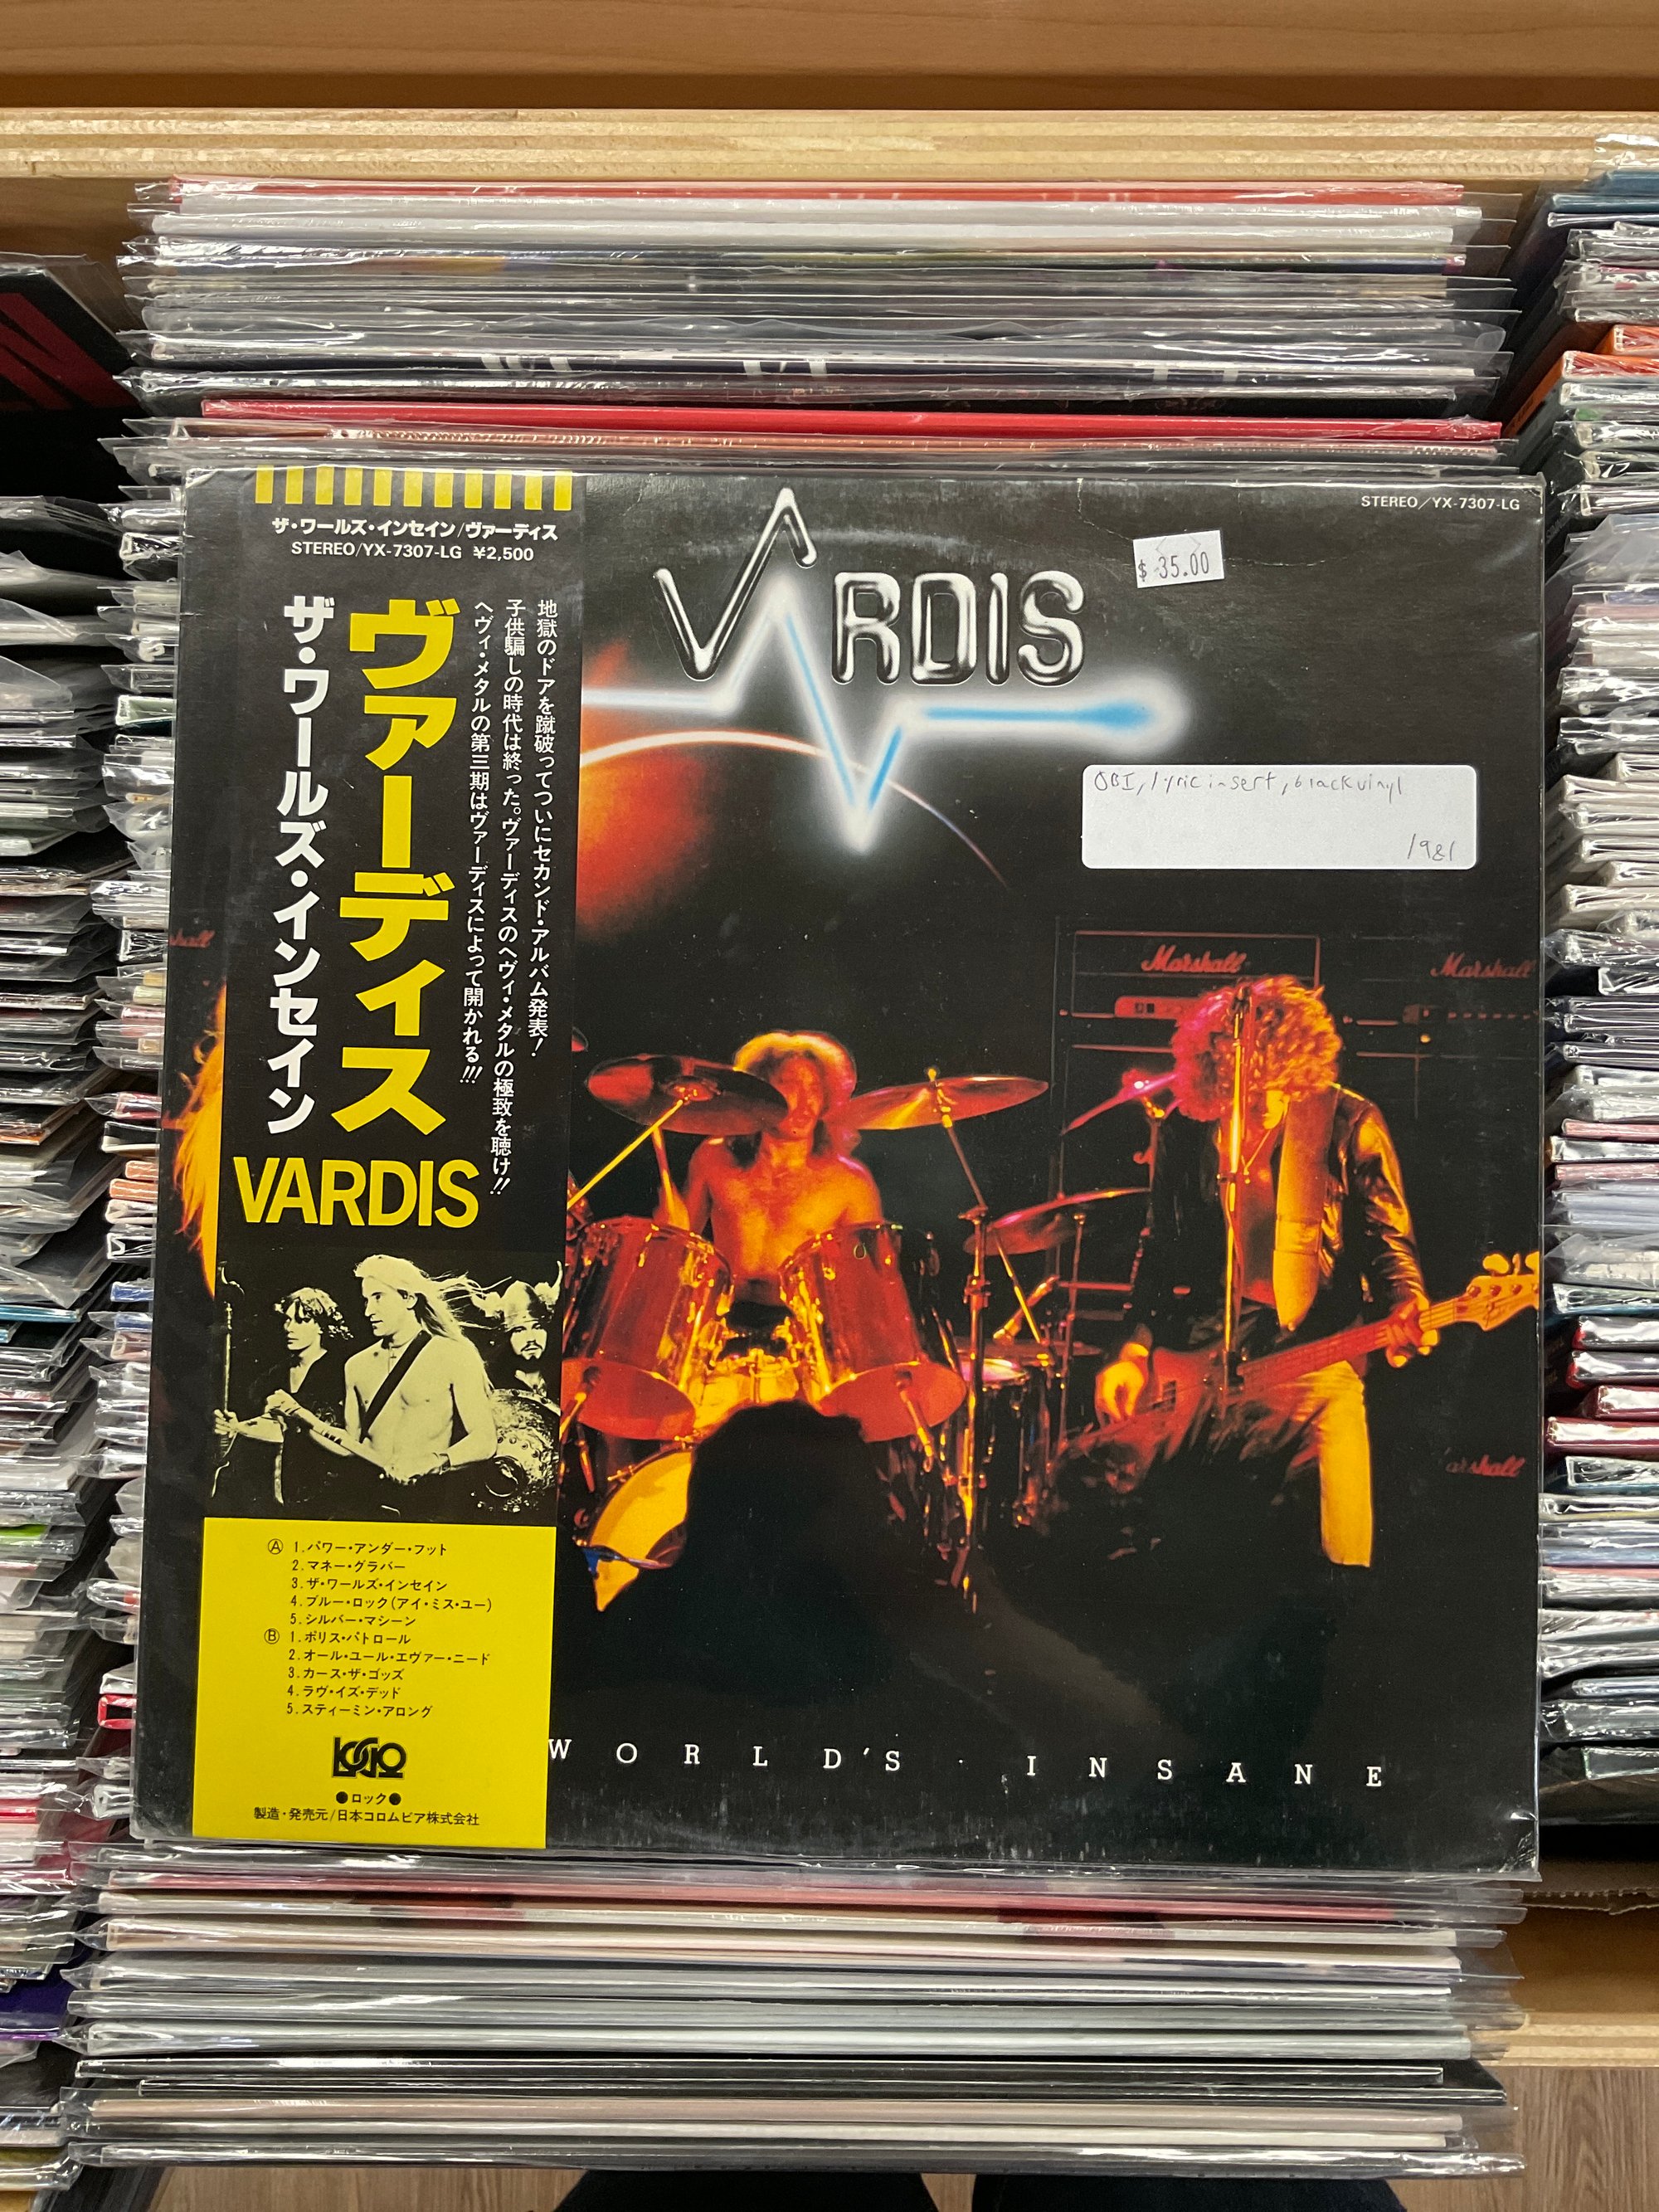 ザ・ワールズ・インセイン/ヴァーディス
STEREO/YX-7307-LG ¥2,500
地獄のドアを蹴破ってついにセカンド・アルバム発表!
子供騙しの時代は終った。ヴァーディスのヘヴィ・メタルの極致を聴け!!
ヘヴィ・メタルの第三期はヴァーディスによって開かれる!!!
ヴァーディス
ザ・ワールズ・インセイン
VARDIS
Ⓐ 1.パワー・アンダー・フット
2.マネー・グラバー
3.ザ・ワールズ・インセイン
4.ブルー・ロック(アイ・ミス・ユー)
5.シルバー・マシーン
Ⓑ 1.ポリス・パトロール
2.オール・ユール・エヴァー・ニード
3.カース・ザ・ゴッズ
4.ラヴ・イズ・デッド
5.スティーミン・アロング
LOGO
●ロック●
製造・発売元/日本コロムビア株式会社
STEREO/YX-7307-LG
VARDIS
$ 35.00
OBI, lyric insert, black vinyl
1981
Marshall
Marshall
WORLD'S · INSANE